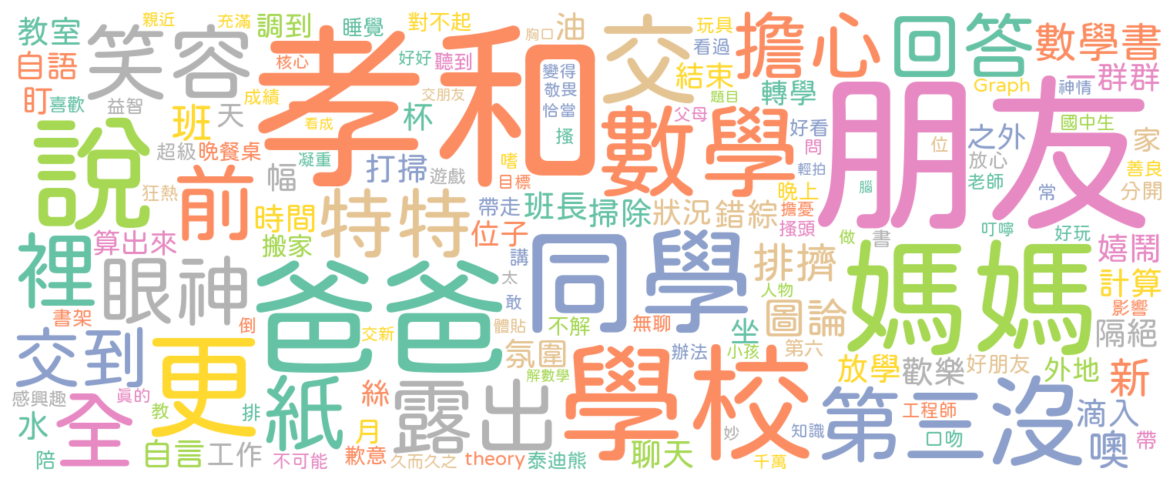 教室
笑容
親近
充滿
調到
睡覺
對不起
胸口
油
交
玩具
擔心
回答
數學書
自語
核心
孝和
好好
聽到
變得
敬畏
看過
結束
轉學
Graph
神情
一群群
盯
喜歡
益智
成績
交朋友
恰當
題目
朋友
說
班
天
看成
杯
搔
數學
父母
好看
問
位
之外
國中生
家
超級
晚餐桌
凝重
打掃
遊戲
嗜
目標
輕拍
放心
老師
善良
狂熱
前
幅
特特
晚上
腦
常
分開
裡
算出來
時間
搬家
帶走
班長
掃除
狀況
錯綜
擔憂
搔頭
位子
做
書
叮嚀
好玩
嬉鬧
眼神
爸爸
講
同學
排擠
媽媽
太
人物
計算
書架
倒
敢
體貼
不解
無聊
坐
圖論
影響
隔絕
交到
更
交新
氛圍
辦法
小孩
第六
感興趣
真的
紙
絲
露出
解數學
學校
放學
歡樂
好朋友
外地
新
水
全
教
排
月
第三
沒
工程師
滴入
口吻
噢
帶
陪
自言
工作
不可能
歉意
久而久之
theory
泰迪熊
聊天
妙
千萬
知識